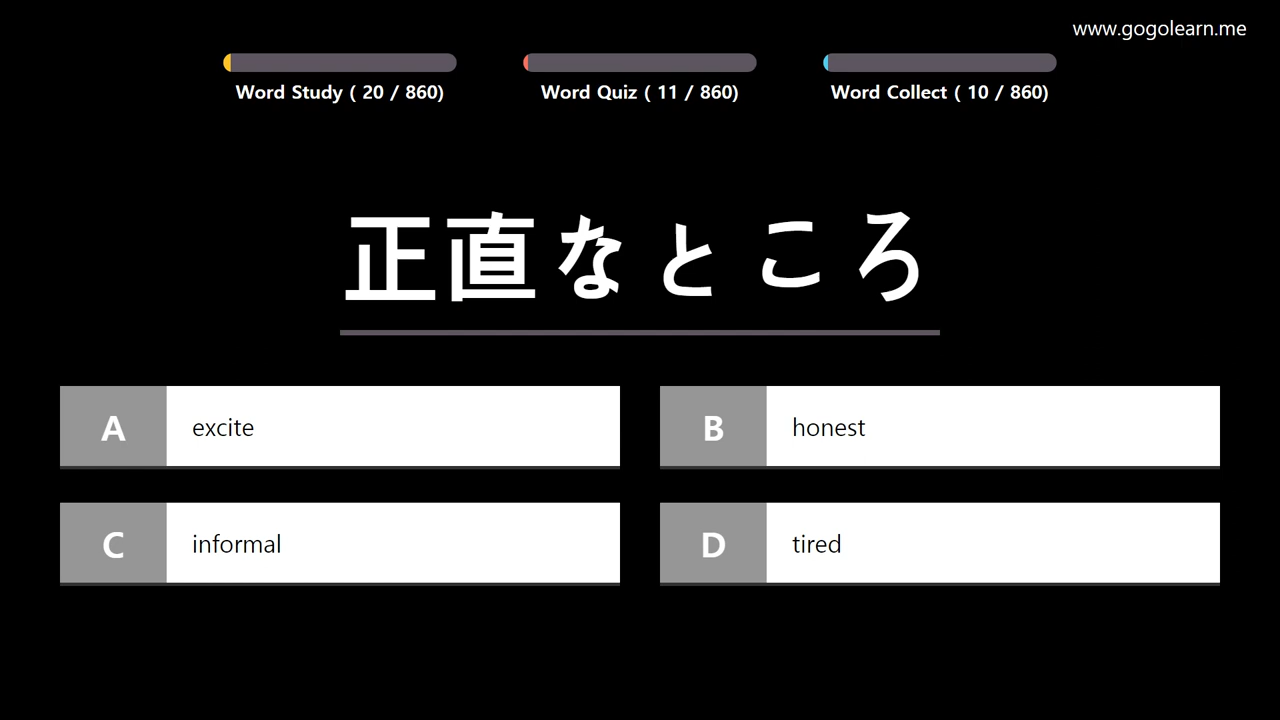 www.gogolearn.me
Word Study ( 20 / 860)
Word Quiz ( 11 / 860)
Word Collect ( 10 / 860)
正直なところ
A excite
B honest
C informal
D tired